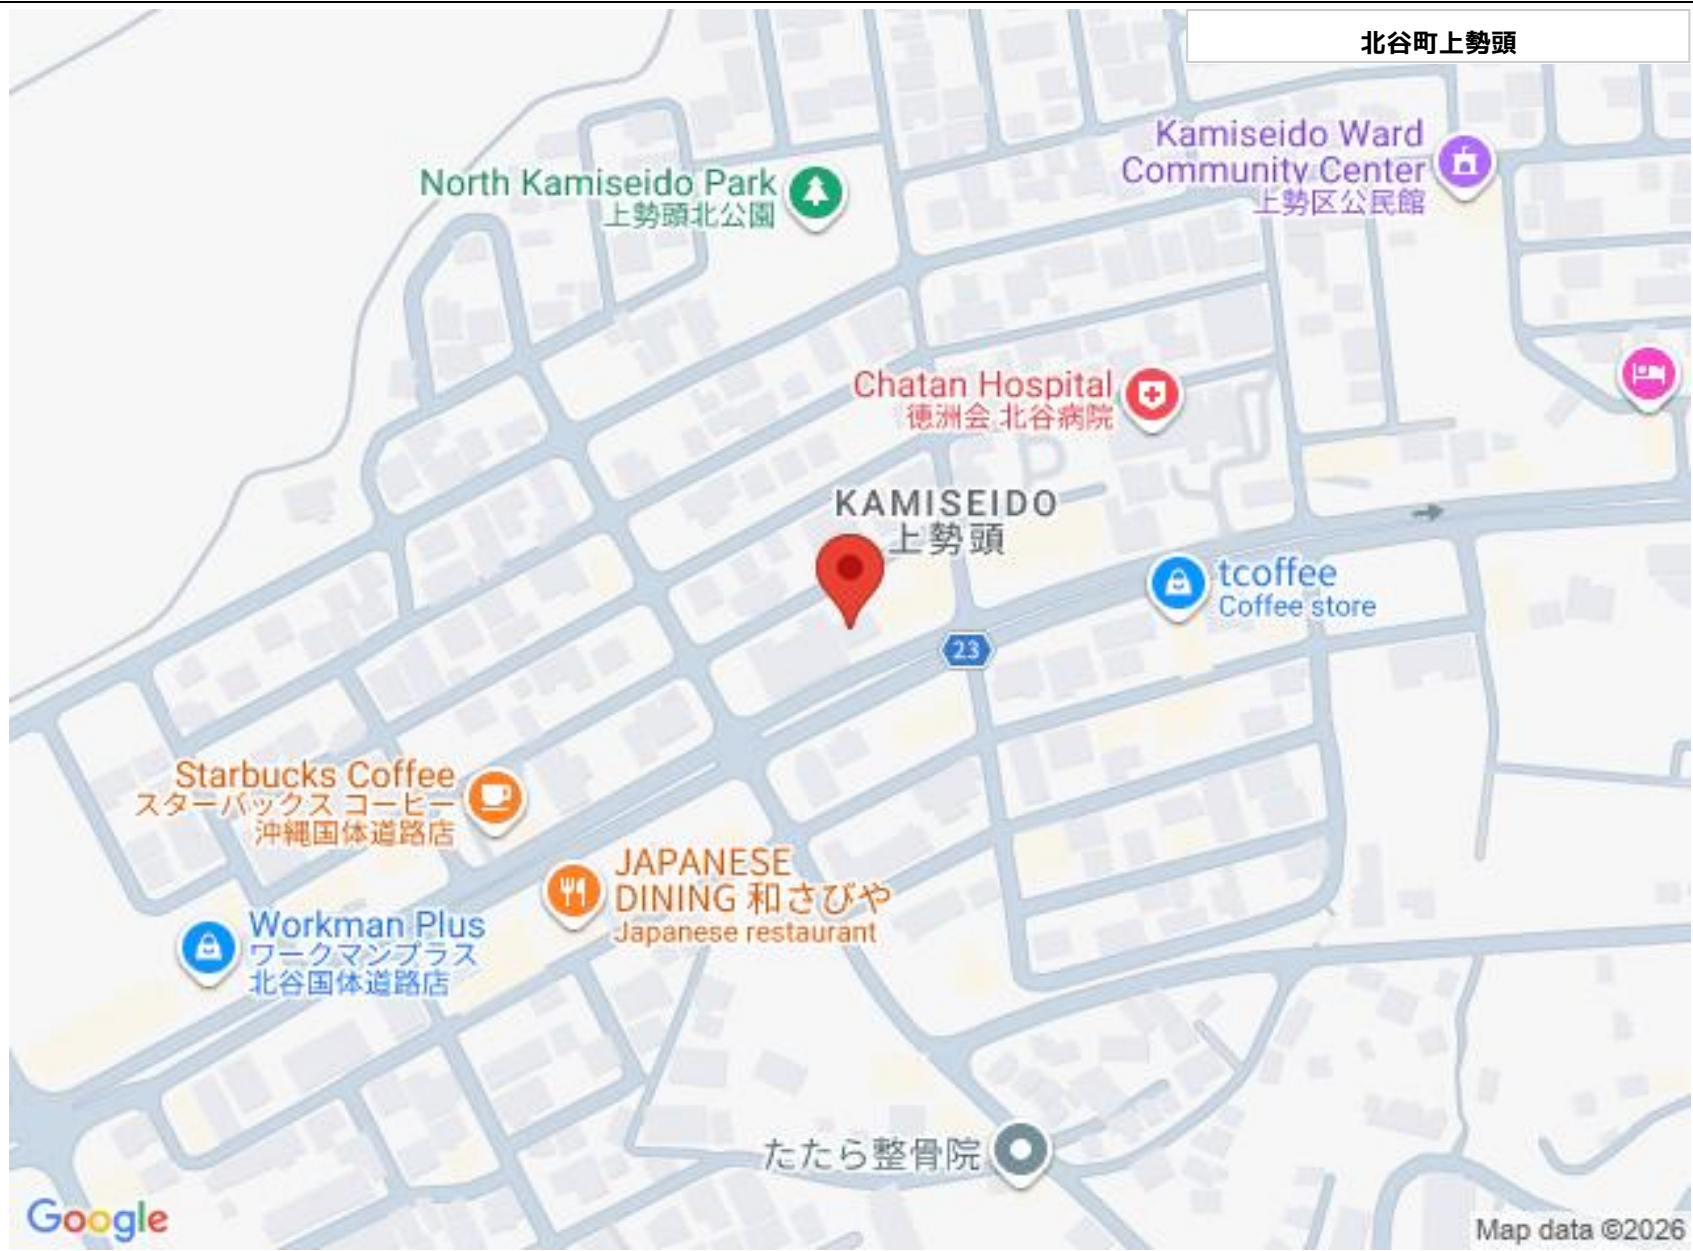 北谷町上勢頭
Kamiseido Ward
Community Center
上勢区公民館
North Kamiseido Park
上勢頭北公園
Chatan Hospital
徳洲会 北谷病院
KAMISEIDO
上勢頭
tcoffee
Coffee store
23
Starbucks Coffee
スターバックス コーヒー
沖縄国体道路店
JAPANESE
DINING 和さびや
Japanese restaurant
Workman Plus
ワークマンプラス
北谷国体道路店
たたら整骨院
Google
Map data ©2026